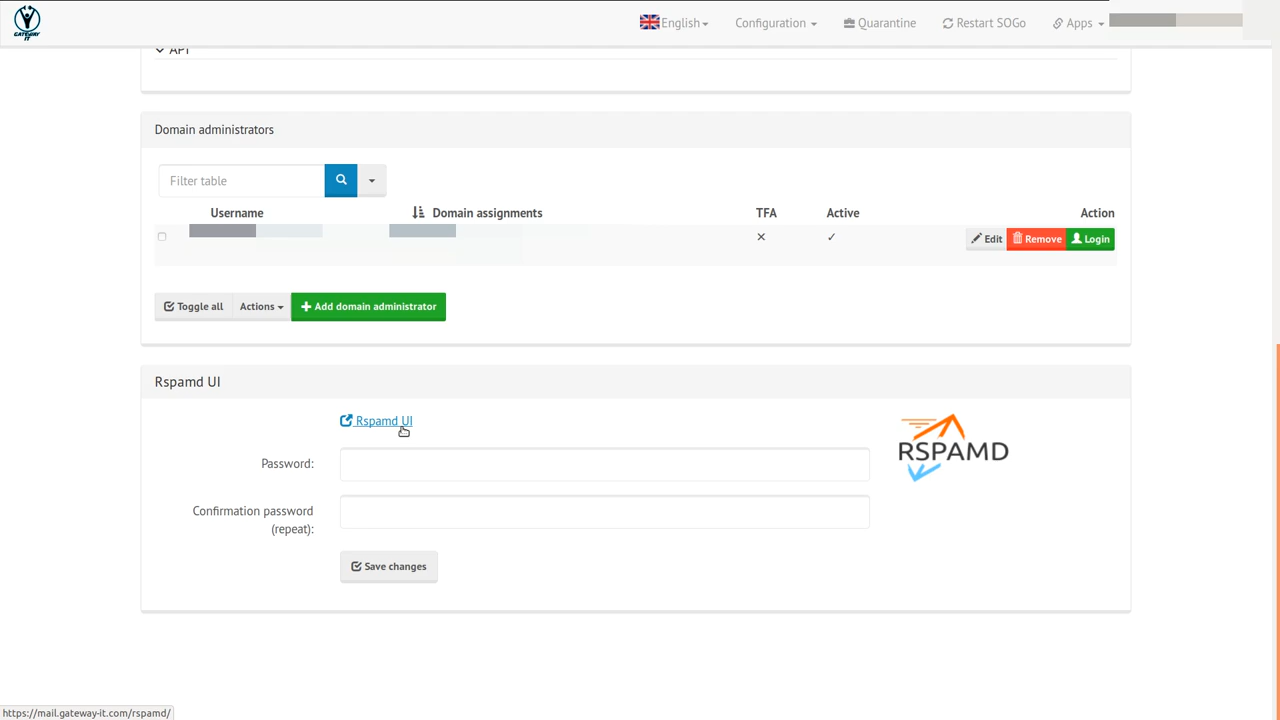 English Configuration Quarantine Restart SOGo Apps
GATEWAY
IT
API
Domain administrators
Filter table
Username Domain assignments TFA Active Action
Edit Remove Login
Toggle all Actions Add domain administrator
Rspamd UI
Rspamd UI
RSPAMD
Password:
Confirmation password
(repeat):
Save changes
https://mail.gateway-it.com/rspamd/